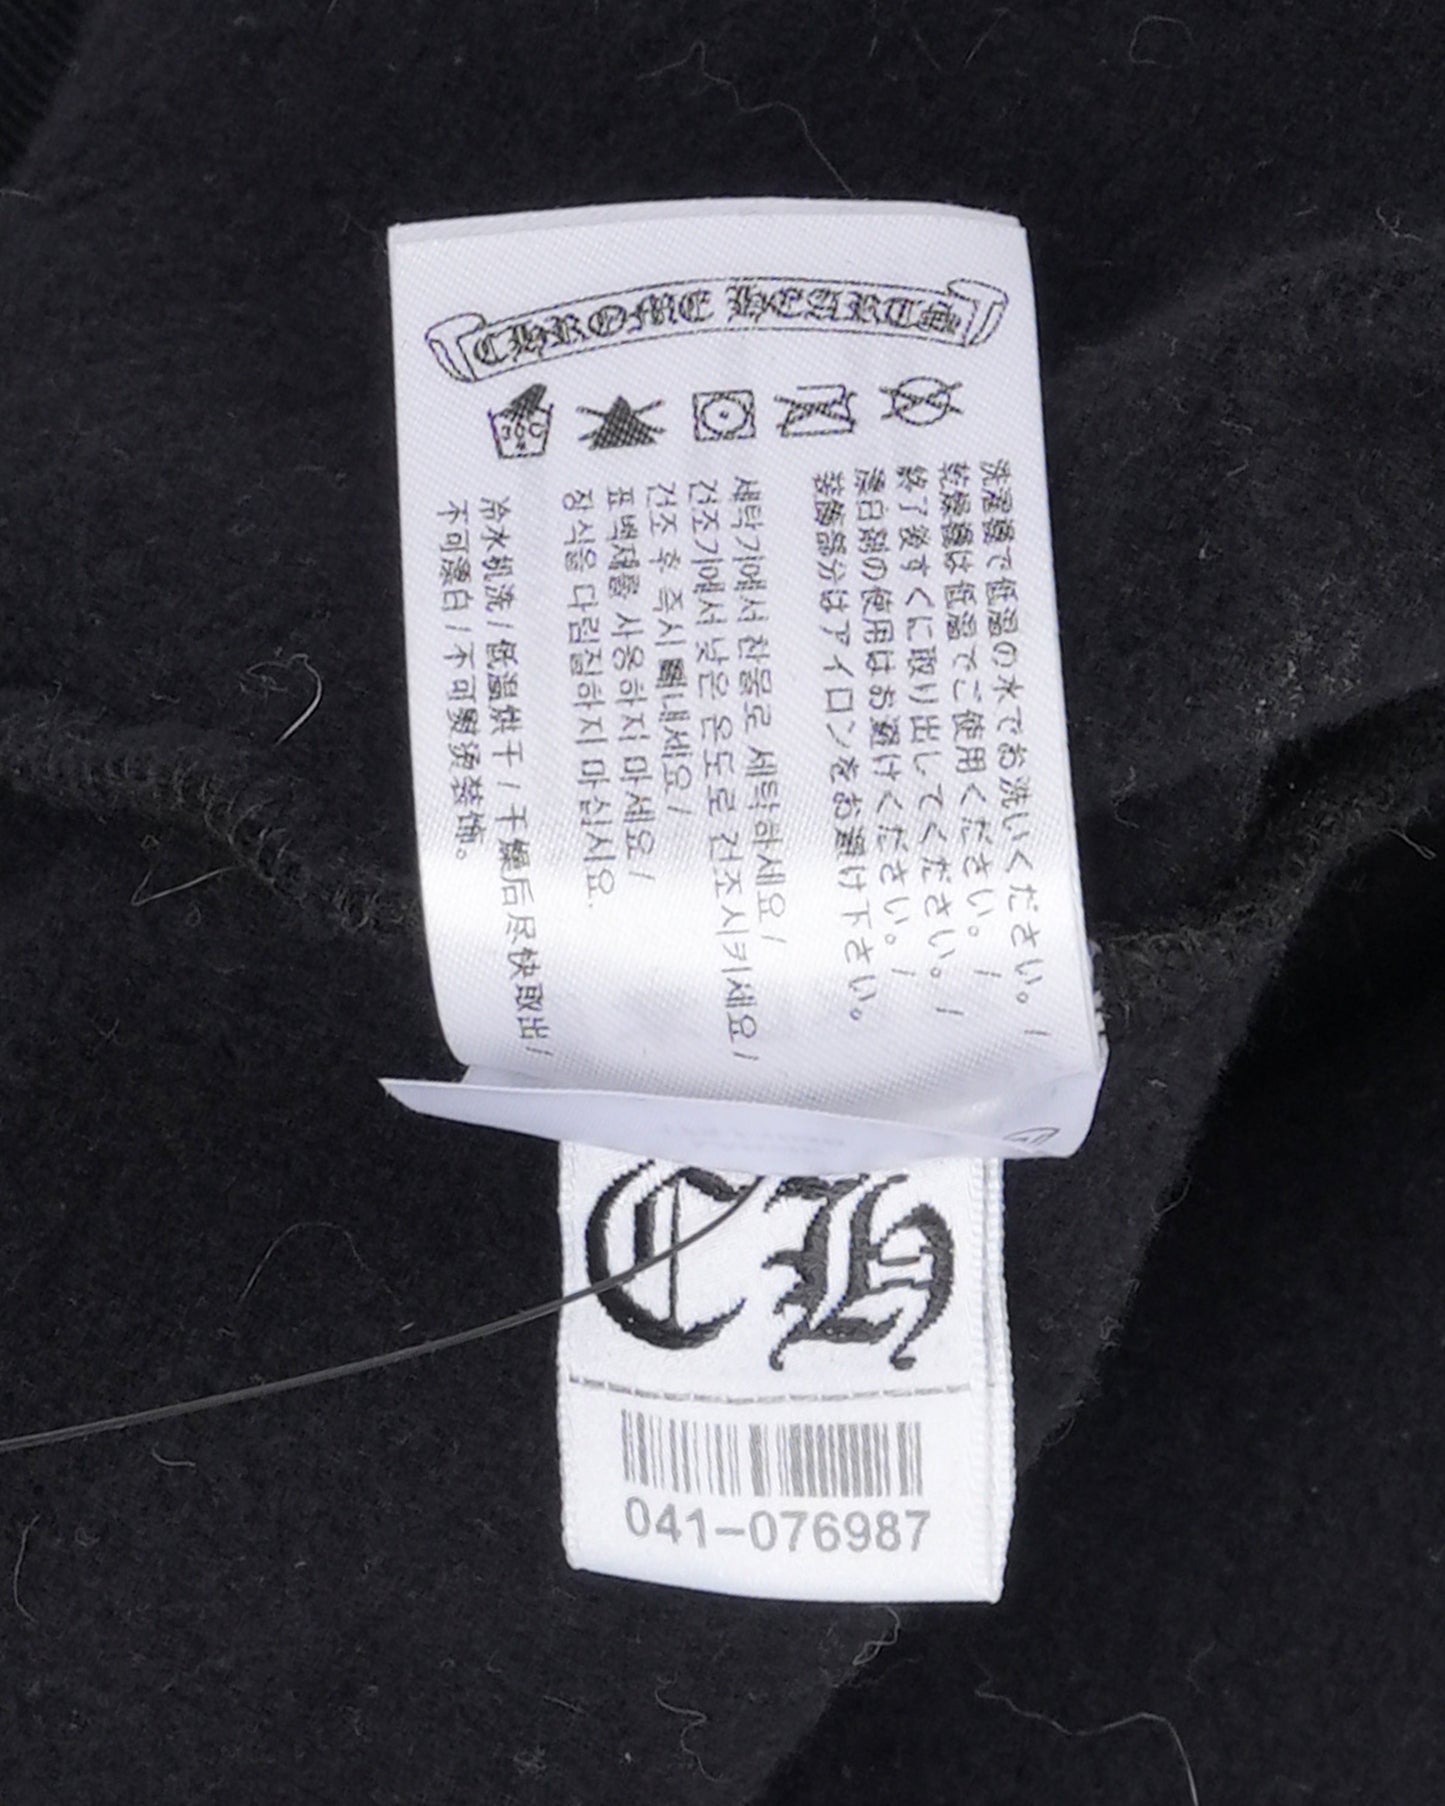 CHROME HEARTS
30C
洗濯機で低温の水でお洗いください。/
乾燥機は低温でご使用ください。/
終了後すぐに取り出してください。/
漂白剤の使用はお避けください。/
装飾部分はアイロンをお避け下さい。
세탁기에서 찬물로 세탁하세요/
건조기에서 낮은 온도로 건조시키세요/
건조 후 즉시 빼내세요/
표백제를 사용하지 마세요/
장식을 다림질하지 마십시요.
冷水机洗/低温烘干/干燥后尽快取出/
不可漂白/不可熨烫装饰。
CH
041-076987